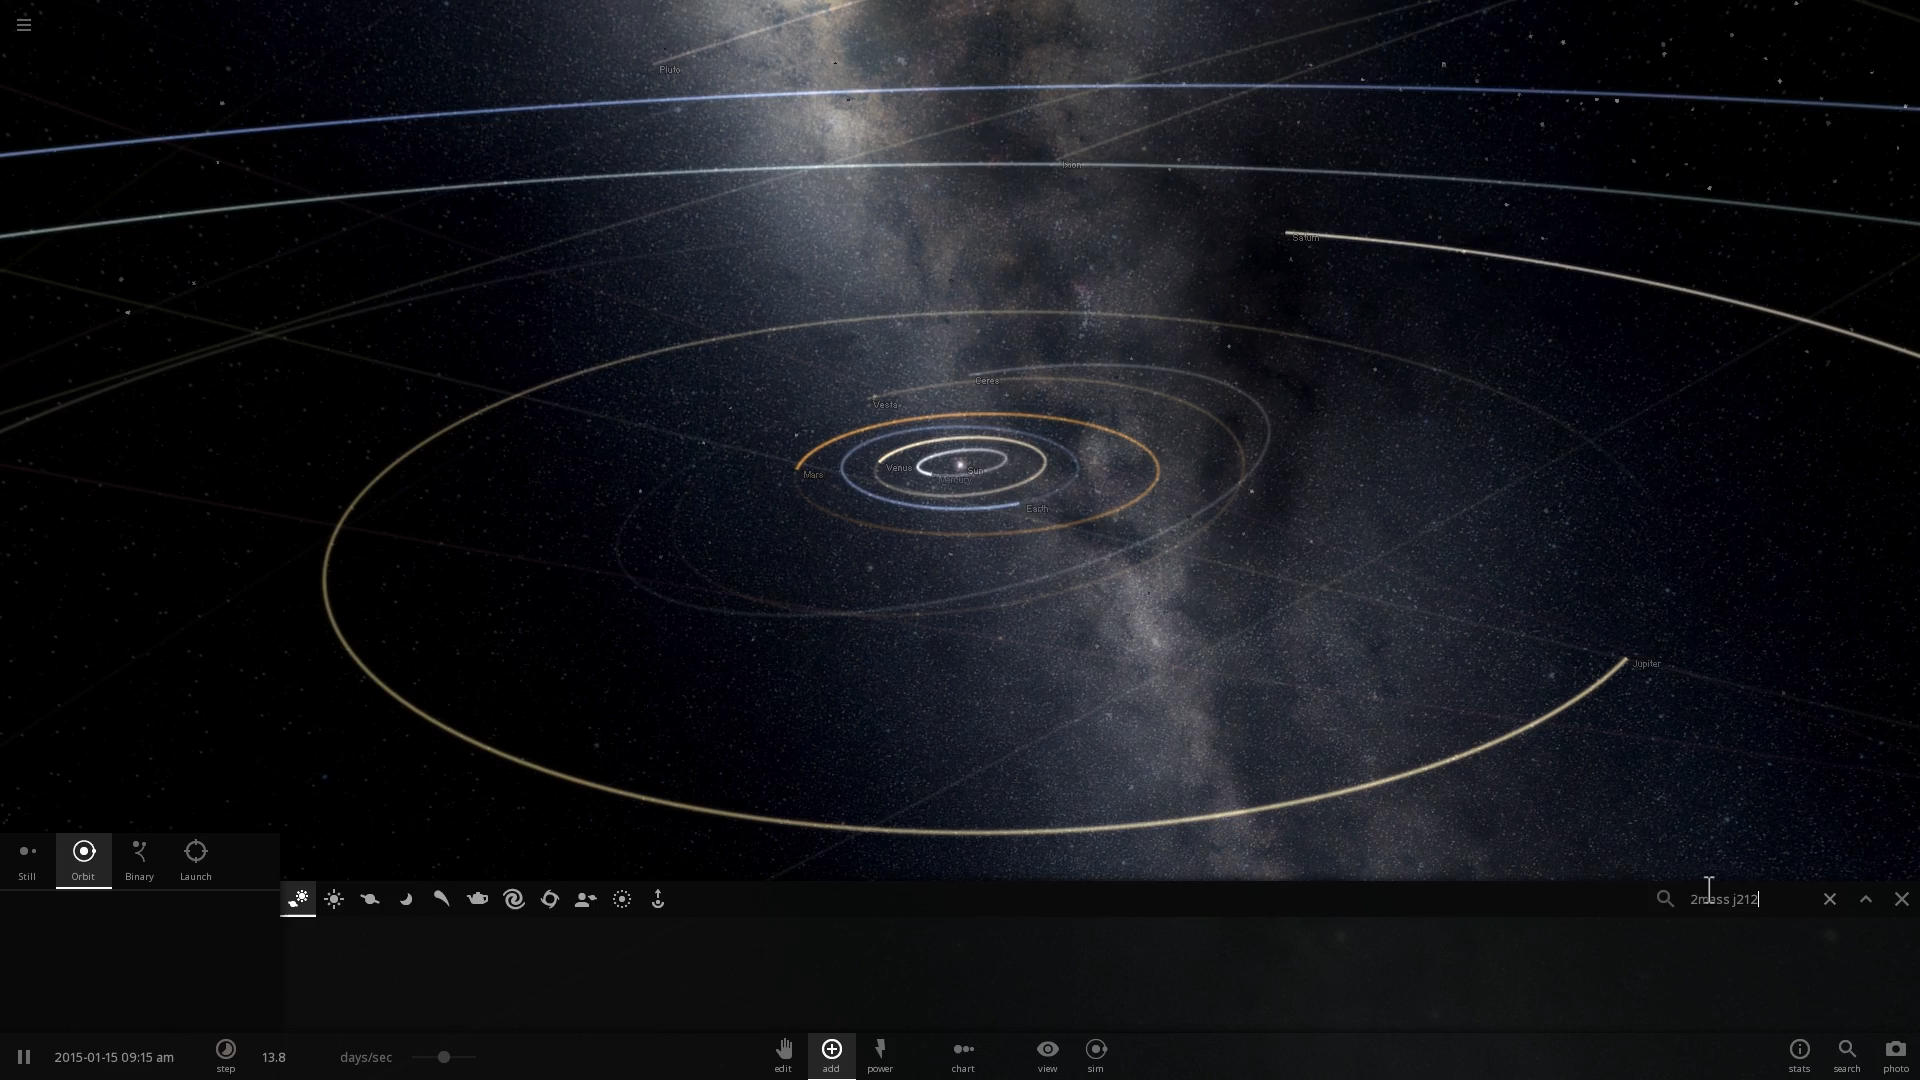 Pluto
Ixion
Saturn
Ceres
Vesta
Venus
Sun
Mars
Mercury
Earth
Jupiter
Still Orbit Binary Launch
2mass j212
2015-01-15 09:15 am
step
13.8 days/sec
edit add power chart view sim
stats search photo